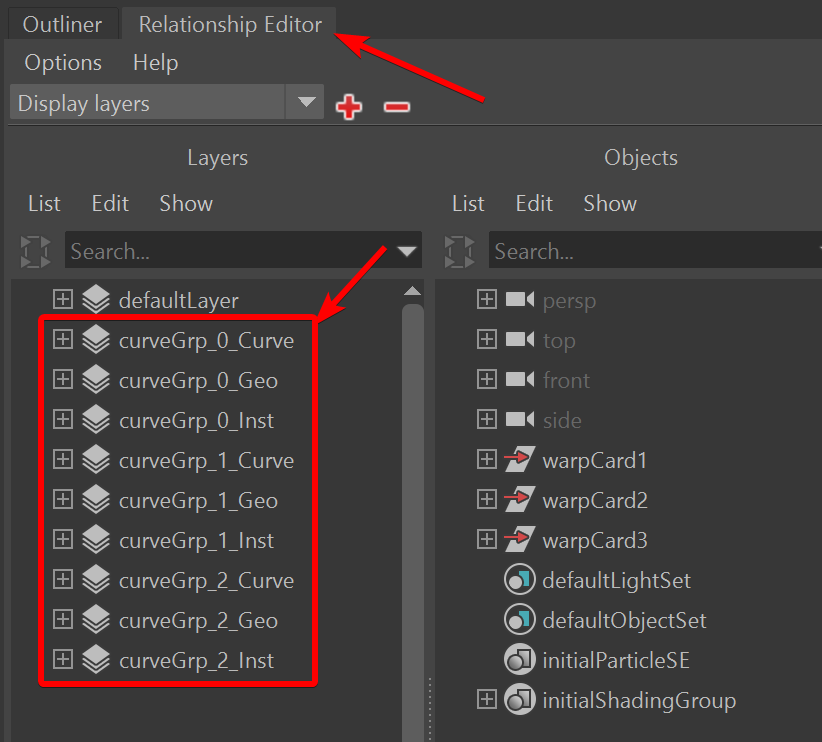 Outliner
Relationship Editor
Options Help
Display layers
Layers
List Edit Show
Search...
defaultLayer
curveGrp_0_Curve
curveGrp_0_Geo
curveGrp_0_Inst
curveGrp_1_Curve
curveGrp_1_Geo
curveGrp_1_Inst
curveGrp_2_Curve
curveGrp_2_Geo
curveGrp_2_Inst
Objects
List Edit Show
Search...
persp
top
front
side
warpCard1
warpCard2
warpCard3
defaultLightSet
defaultObjectSet
initialParticleSE
initialShadingGroup